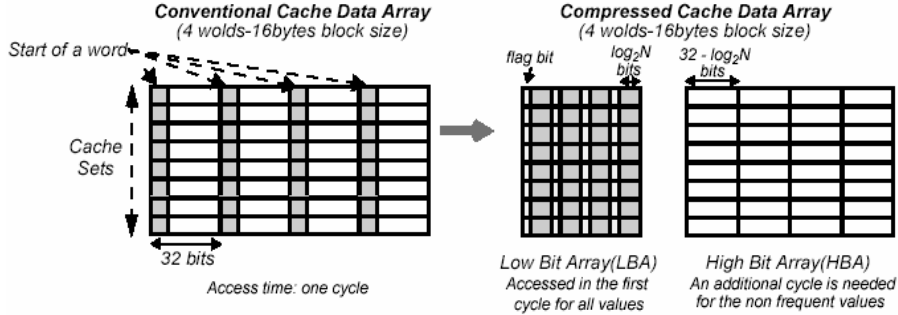 Conventional Cache Data Array
(4 wolds-16bytes block size)
Start of a word
Cache
Sets
32 bits
Access time: one cycle
Compressed Cache Data Array
(4 wolds-16bytes block size)
flag bit
log₂N
bits
32 - log₂N
bits
Low Bit Array(LBA)
Accessed in the first
cycle for all values
High Bit Array(HBA)
An additional cycle is needed
for the non frequent values